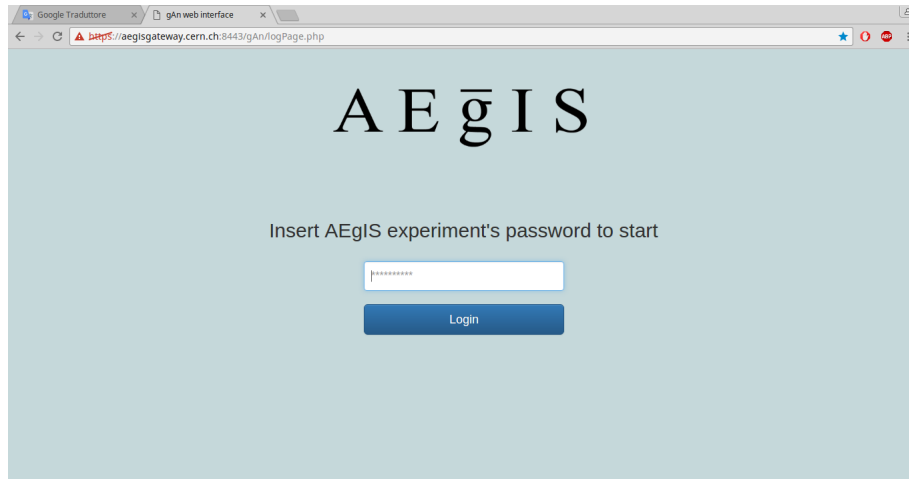 Google Traduttore
gAn web interface
https://aegisgateway.cern.ch:8443/gAn/logPage.php
ABP
A E g̅ I S
Insert AEgIS experiment's password to start
**********
Login